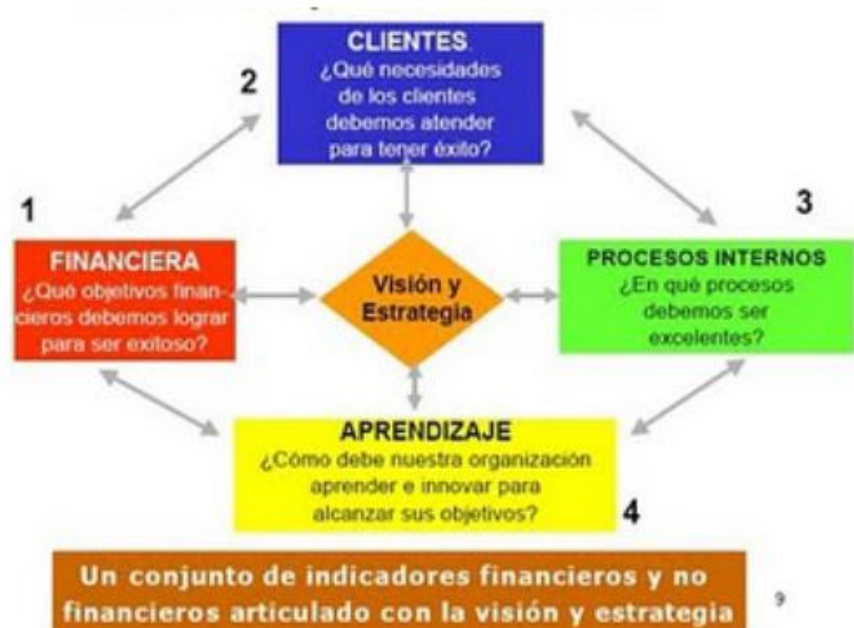 CLIENTES
¿Qué necesidades
de los clientes
debemos atender
para tener éxito?
2
1
FINANCIERA
¿Qué objetivos finan-
cieros debemos lograr
para ser exitoso?
Visión y
Estrategia
3
PROCESOS INTERNOS
¿En qué procesos
debemos ser
excelentes?
APRENDIZAJE
¿Cómo debe nuestra organización
aprender e innovar para
alcanzar sus objetivos?
4
Un conjunto de indicadores financieros y no
financieros articulado con la visión y estrategia
9